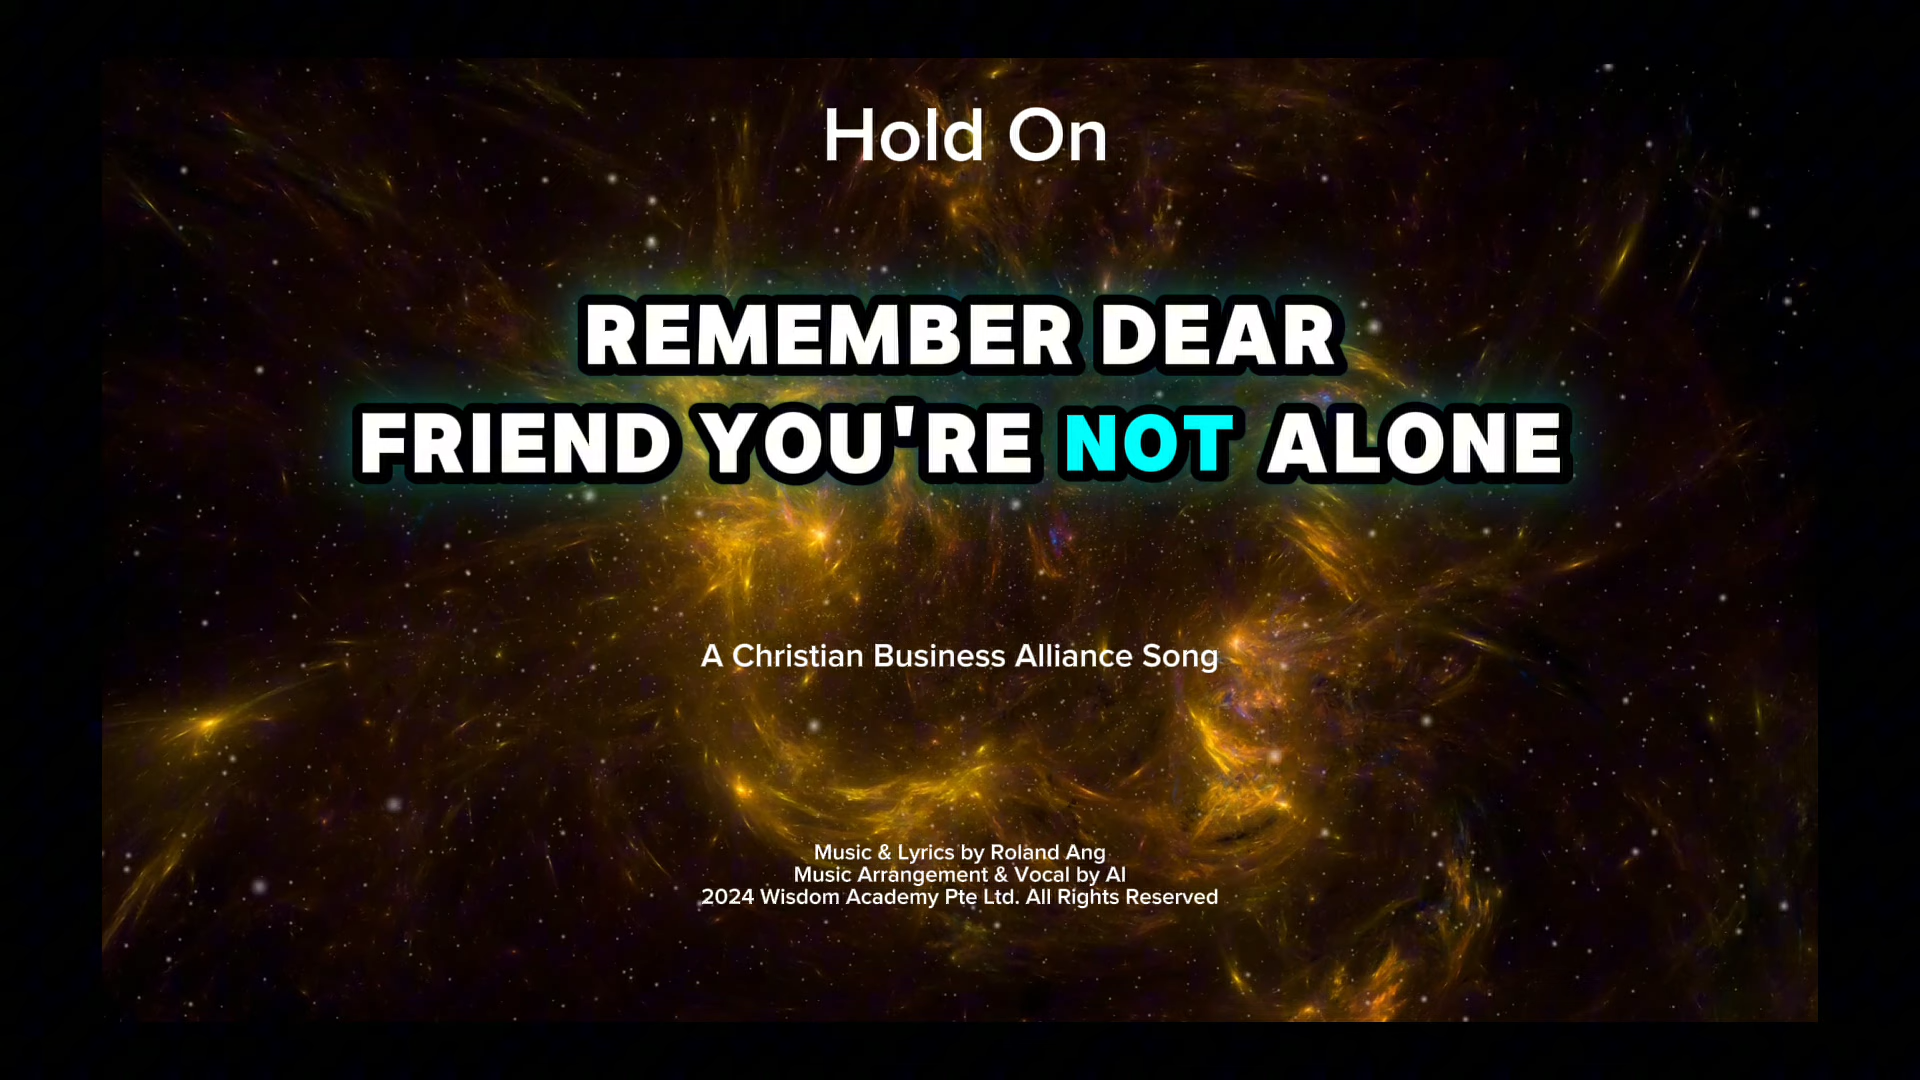 Hold On
REMEMBER DEAR
FRIEND YOU'RE NOT ALONE
A Christian Business Alliance Song
Music & Lyrics by Roland Ang
Music Arrangement & Vocal by AI
2024 Wisdom Academy Pte Ltd. All Rights Reserved